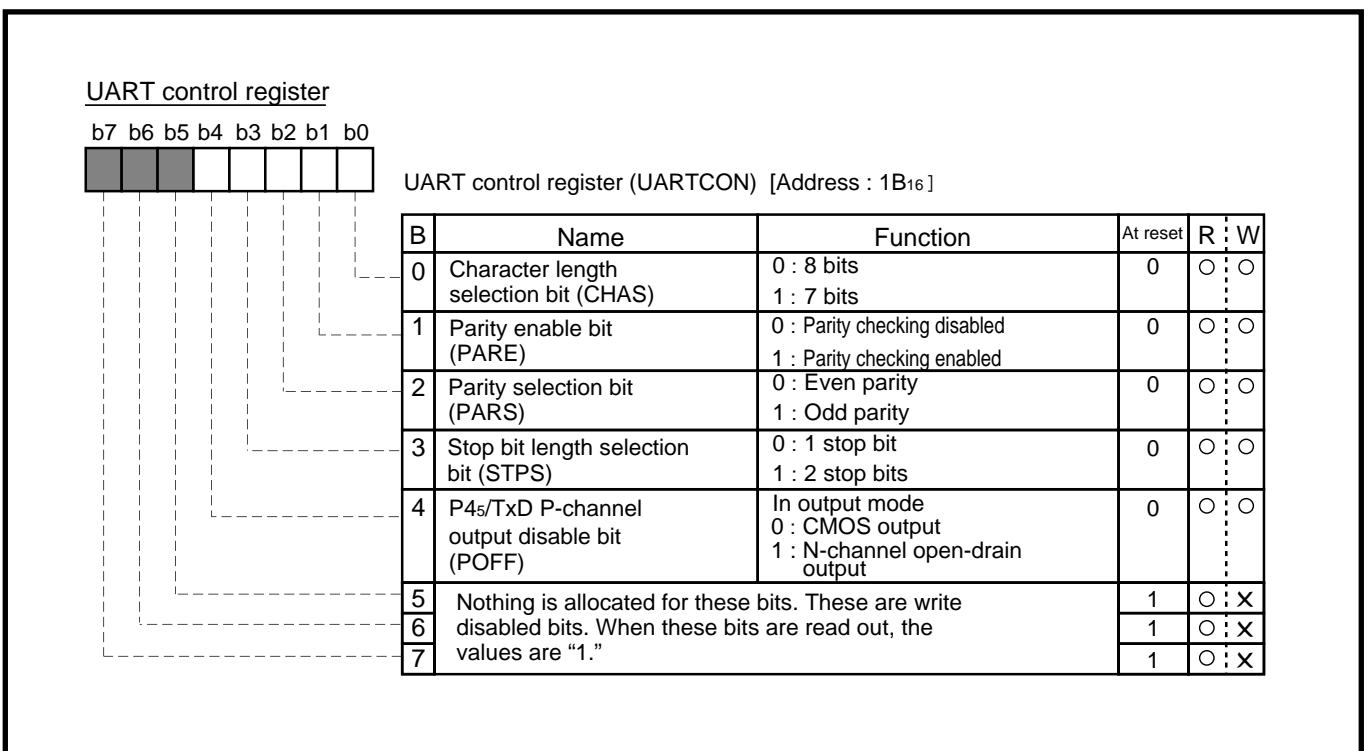 UART control register
b7 b6 b5 b4 b3 b2 b1 b0
UART control register (UARTCON) [Address : 1B16 ]
B Name Function At reset R W
0 Character length selection bit (CHAS) 0 : 8 bits 1 : 7 bits 0 ○ ○
1 Parity enable bit (PARE) 0 : Parity checking disabled 1 : Parity checking enabled 0 ○ ○
2 Parity selection bit (PARS) 0 : Even parity 1 : Odd parity 0 ○ ○
3 Stop bit length selection bit (STPS) 0 : 1 stop bit 1 : 2 stop bits 0 ○ ○
4 P45/TxD P-channel output disable bit (POFF) In output mode 0 : CMOS output 1 : N-channel open-drain output 0 ○ ○
5 Nothing is allocated for these bits. These are write 1 ○ ×
6 disabled bits. When these bits are read out, the 1 ○ ×
7 values are “1.” 1 ○ ×